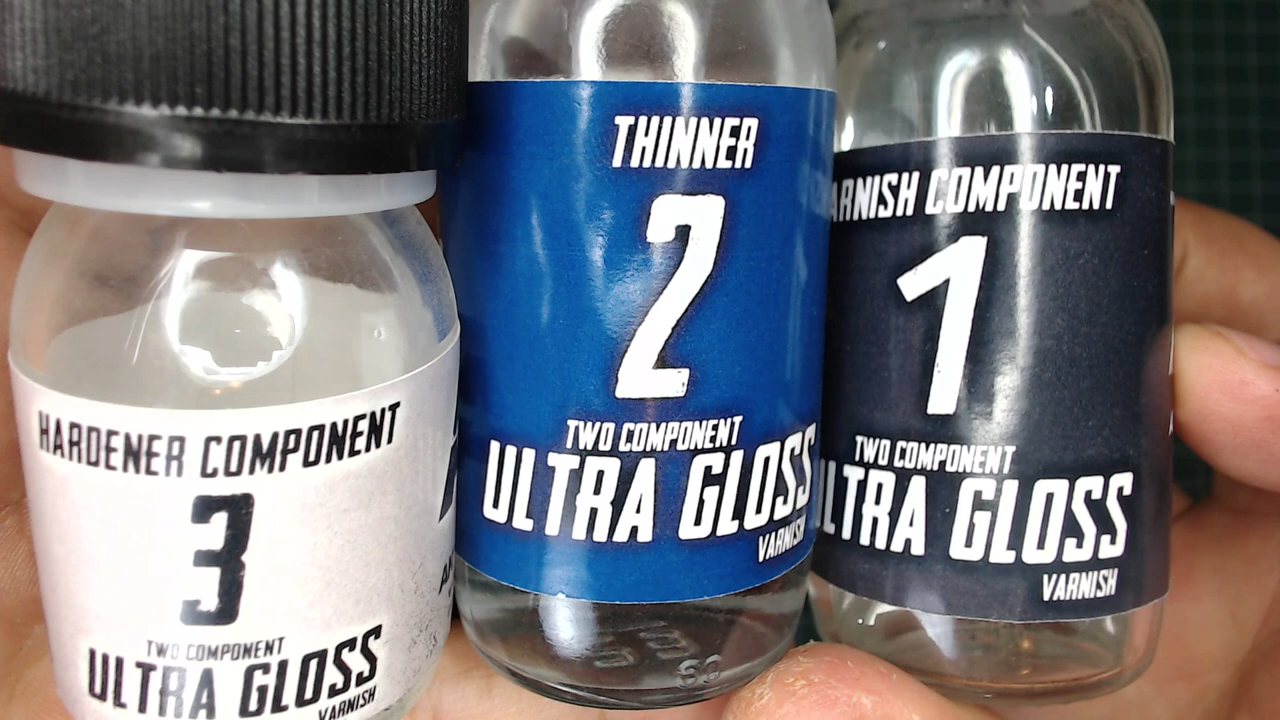 HARDENER COMPONENT
3
TWO COMPONENT
ULTRA GLOSS
VARNISH
THINNER
2
TWO COMPONENT
ULTRA GLOSS
VARNISH
ARNISH COMPONENT
1
TWO COMPONENT
ULTRA GLOSS
VARNISH